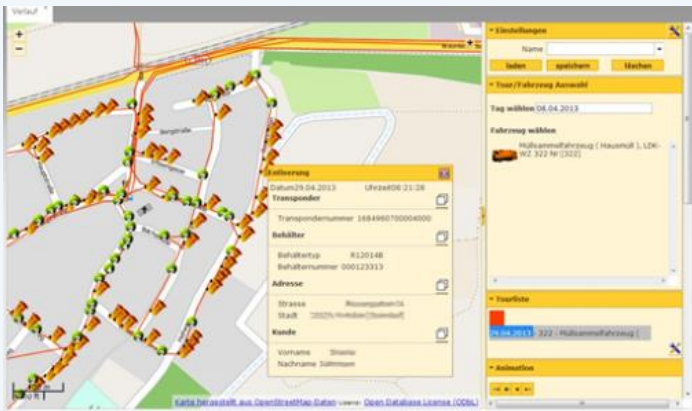 Verlauf
Bergstraße
Entleerung
Datum29.04.2013 Uhrzeit08:21:28
Transponder
Transpondernummer 1684960700004000
Behälter
Behältertyp R12014B
Behälternummer 000123313
Adresse
Strasse
Stadt
Kunde
Vorname
Nachname
Karte hergestellt aus OpenStreetMap-Daten Open Database License (ODbL)
Einstellungen
Name
laden speichern löschen
Tour/Fahrzeug Auswahl
Tag wählen 08.04.2013
Fahrzeug wählen
Müllsammelfahrzeug ( Hausmüll ), LDK-
WZ 322 Nr [322]
Tourliste
29.04.2013 - 322 - Müllsammelfahrzeug (
Animation